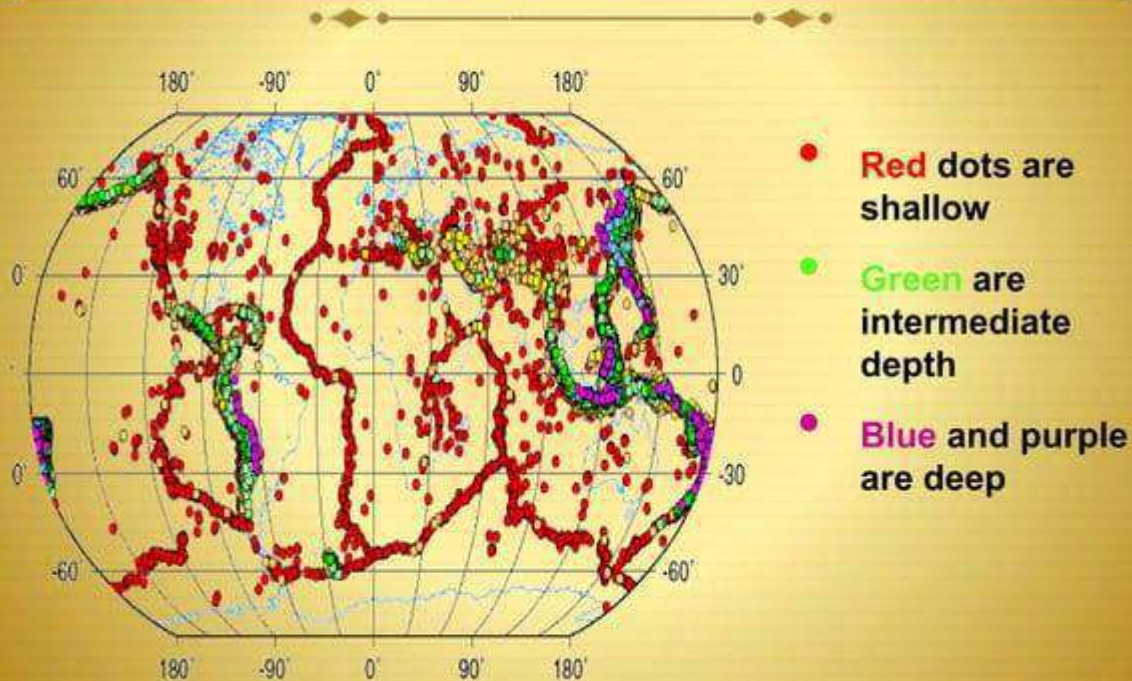 180˚ -90˚ 0˚ 90˚ 180˚
60˚ 60˚
0˚ 30˚
0
0˚ -30
-60 -60˚
180˚ -90˚ 0˚ 90˚ 180˚
Red dots are
shallow
Green are
intermediate
depth
Blue and purple
are deep